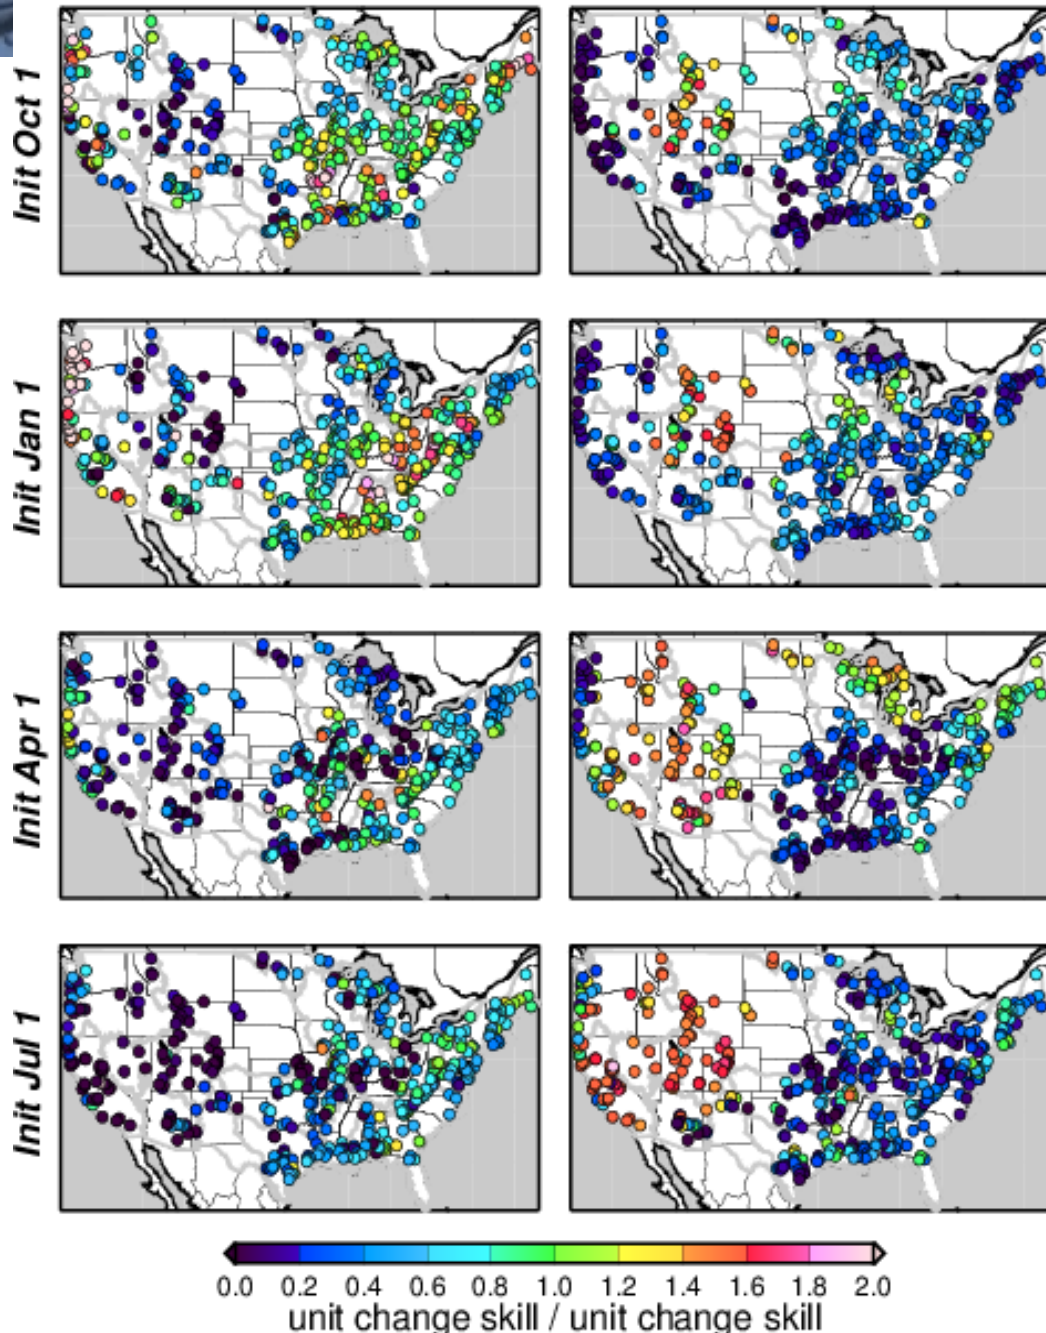 Init Oct 1
Init Jan 1
Init Apr 1
Init Jul 1
0.0 0.2 0.4 0.6 0.8 1.0 1.2 1.4 1.6 1.8 2.0
unit change skill / unit change skill